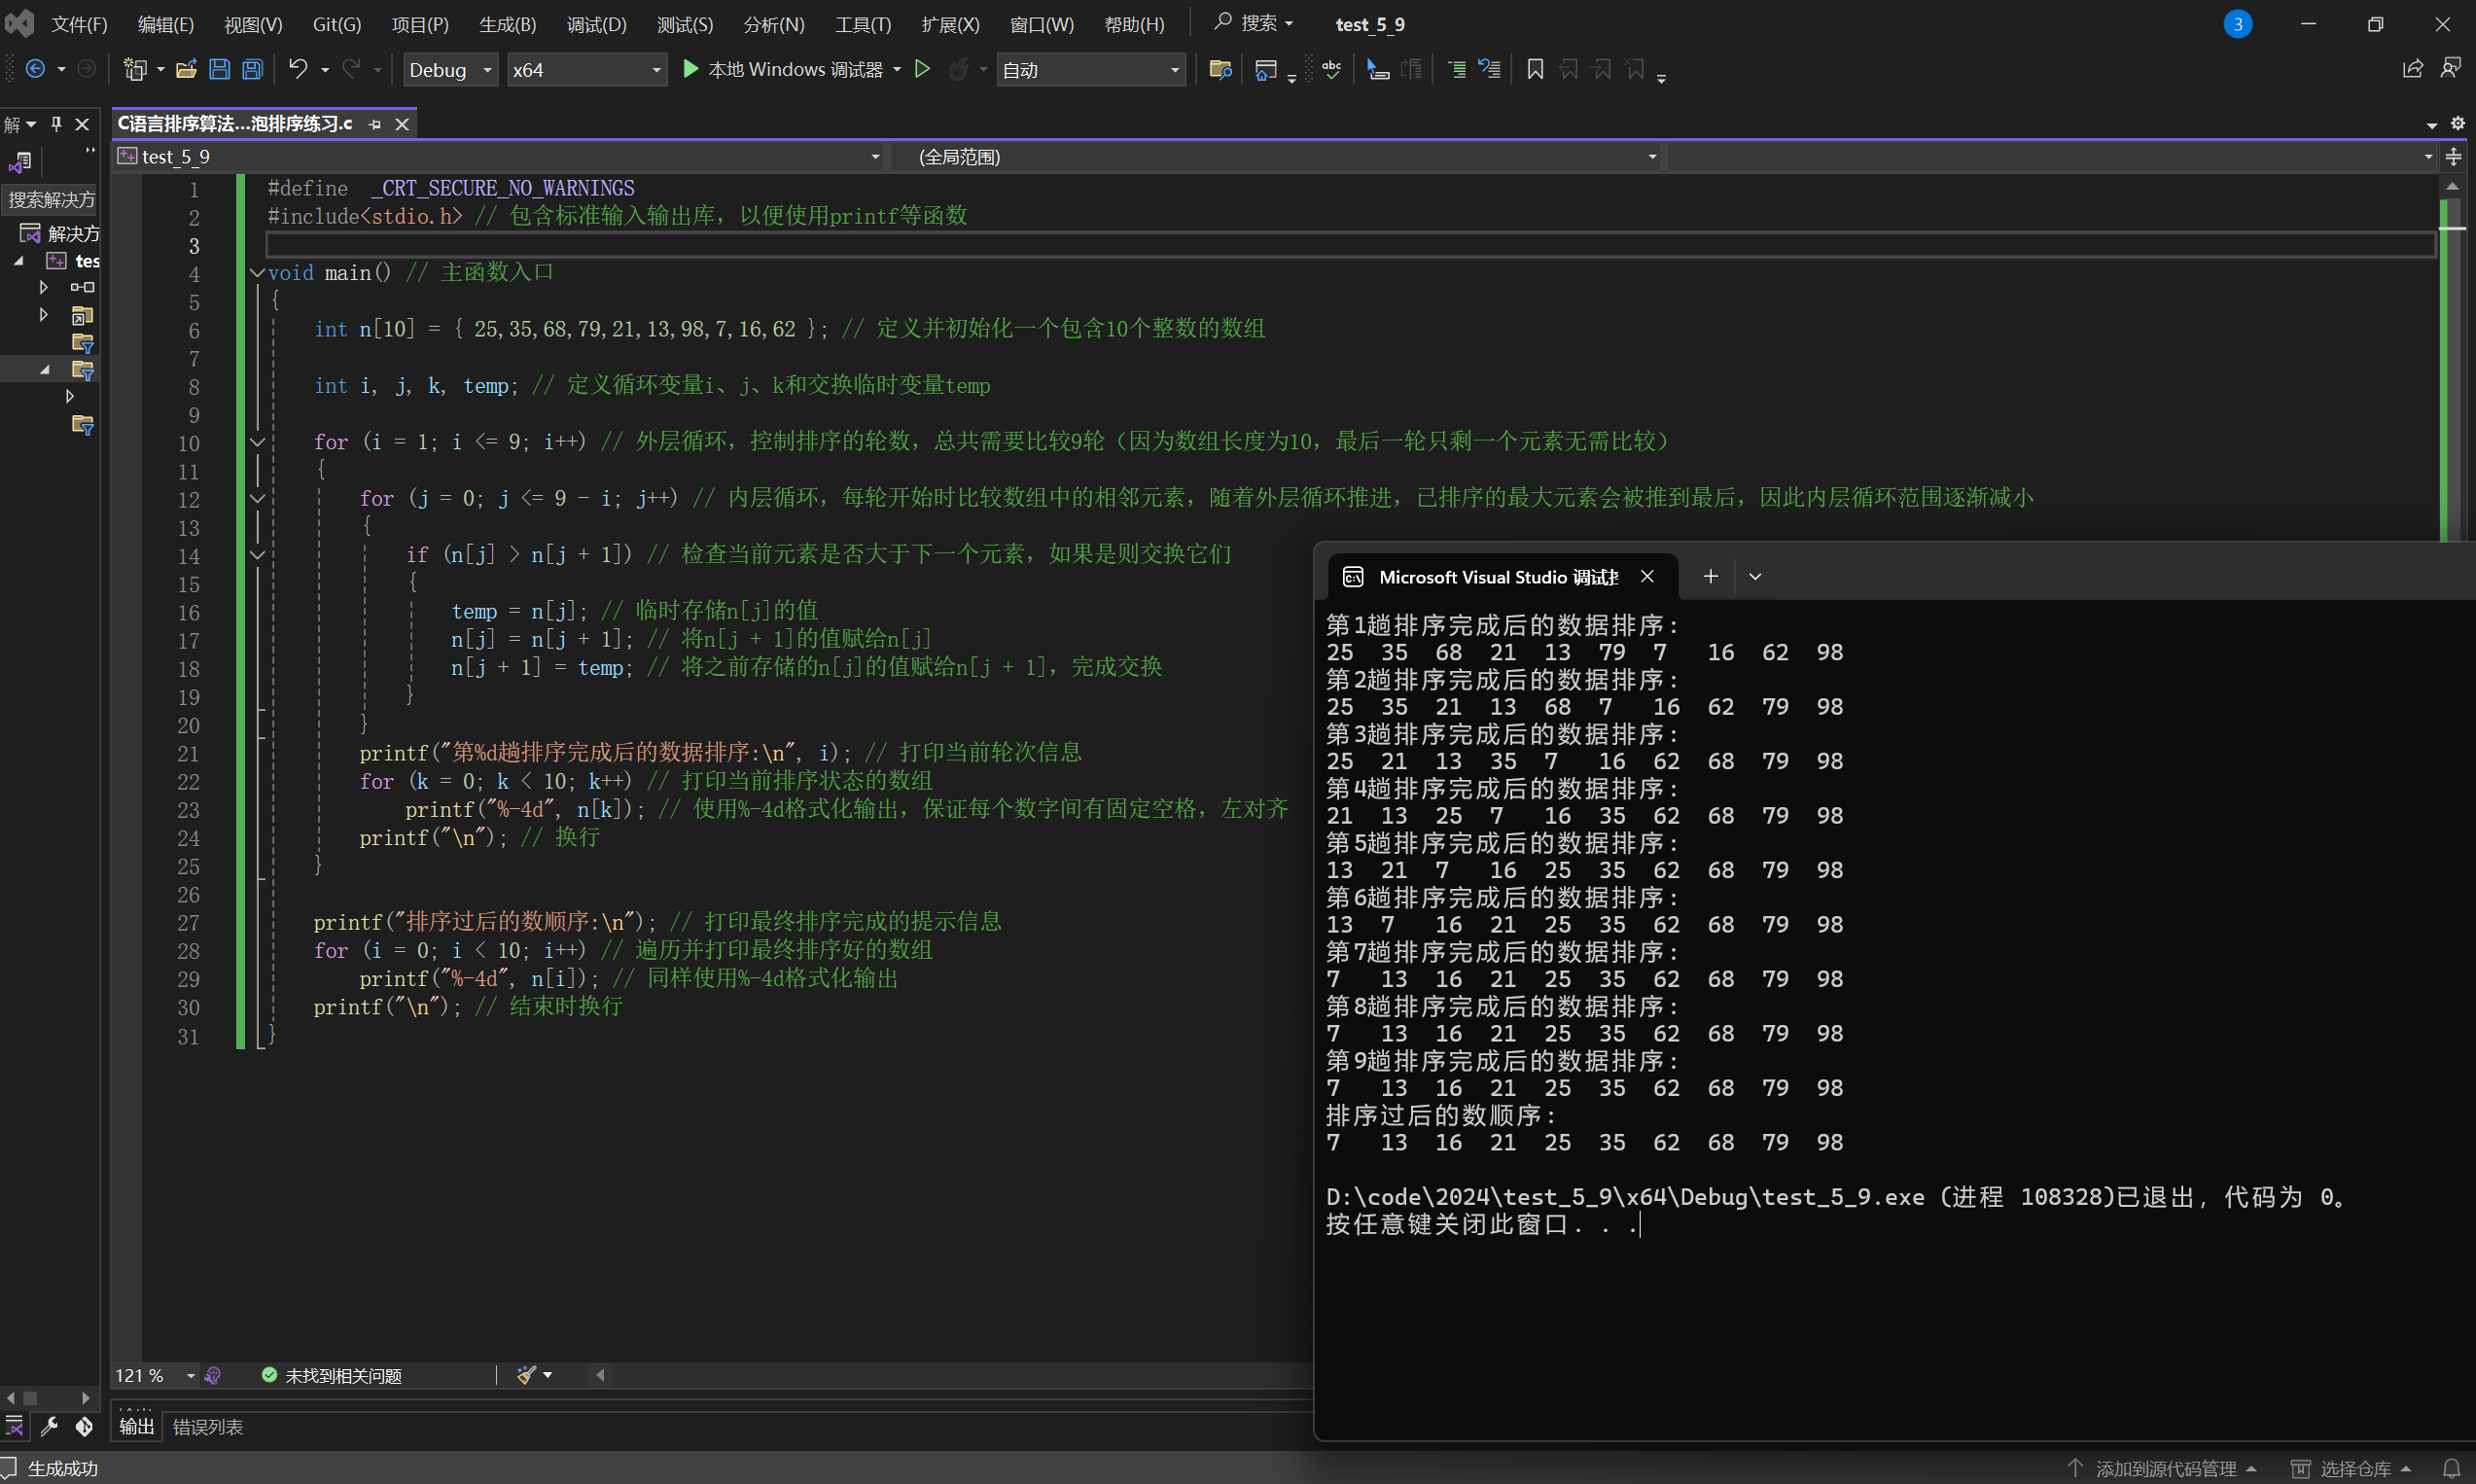 文件(F) 编辑(E) 视图(V) Git(G) 项目(P) 生成(B) 调试(D) 测试(S) 分析(N) 工具(T) 扩展(X) 窗口(W) 帮助(H) 搜索 test_5_9 3
Debug x64 本地 Windows 调试器 自动
解
C语言排序算法...泡排序练习.c
test_5_9 (全局范围)
搜索解决方
解决方
tes
1 #define  _CRT_SECURE_NO_WARNINGS
2 #include<stdio.h> // 包含标准输入输出库，以便使用printf等函数
3
4 void main() // 主函数入口
5 {
6 int n[10] = { 25,35,68,79,21,13,98,7,16,62 }; // 定义并初始化一个包含10个整数的数组
7
8 int i, j, k, temp; // 定义循环变量i、j、k和交换临时变量temp
9
10 for (i = 1; i <= 9; i++) // 外层循环，控制排序的轮数，总共需要比较9轮（因为数组长度为10，最后一轮只剩一个元素无需比较）
11 {
12 for (j = 0; j <= 9 - i; j++) // 内层循环，每轮开始时比较数组中的相邻元素，随着外层循环推进，已排序的最大元素会被推到最后，因此内层循环范围逐渐减小
13 {
14 if (n[j] > n[j + 1]) // 检查当前元素是否大于下一个元素，如果是则交换它们
15 {
16 temp = n[j]; // 临时存储n[j]的值
17 n[j] = n[j + 1]; // 将n[j + 1]的值赋给n[j]
18 n[j + 1] = temp; // 将之前存储的n[j]的值赋给n[j + 1]，完成交换
19 }
20 }
21 printf("第%d趟排序完成后的数据排序:\n", i); // 打印当前轮次信息
22 for (k = 0; k < 10; k++) // 打印当前排序状态的数组
23 printf("%-4d", n[k]); // 使用%-4d格式化输出，保证每个数字间有固定空格，左对齐
24 printf("\n"); // 换行
25 }
26
27 printf("排序过后的数顺序:\n"); // 打印最终排序完成的提示信息
28 for (i = 0; i < 10; i++) // 遍历并打印最终排序好的数组
29 printf("%-4d", n[i]); // 同样使用%-4d格式化输出
30 printf("\n"); // 结束时换行
31 }
Microsoft Visual Studio 调试
第1趟排序完成后的数据排序:
25 35 68 21 13 79 7 16 62 98
第2趟排序完成后的数据排序:
25 35 21 13 68 7 16 62 79 98
第3趟排序完成后的数据排序:
25 21 13 35 7 16 62 68 79 98
第4趟排序完成后的数据排序:
21 13 25 7 16 35 62 68 79 98
第5趟排序完成后的数据排序:
13 21 7 16 25 35 62 68 79 98
第6趟排序完成后的数据排序:
13 7 16 21 25 35 62 68 79 98
第7趟排序完成后的数据排序:
7 13 16 21 25 35 62 68 79 98
第8趟排序完成后的数据排序:
7 13 16 21 25 35 62 68 79 98
第9趟排序完成后的数据排序:
7 13 16 21 25 35 62 68 79 98
排序过后的数顺序:
7 13 16 21 25 35 62 68 79 98
D:\code\2024\test_5_9\x64\Debug\test_5_9.exe (进程 108328)已退出，代码为 0。
按任意键关闭此窗口. . .
121 % 未找到相关问题
输出 错误列表
生成成功 添加到源代码管理 选择仓库